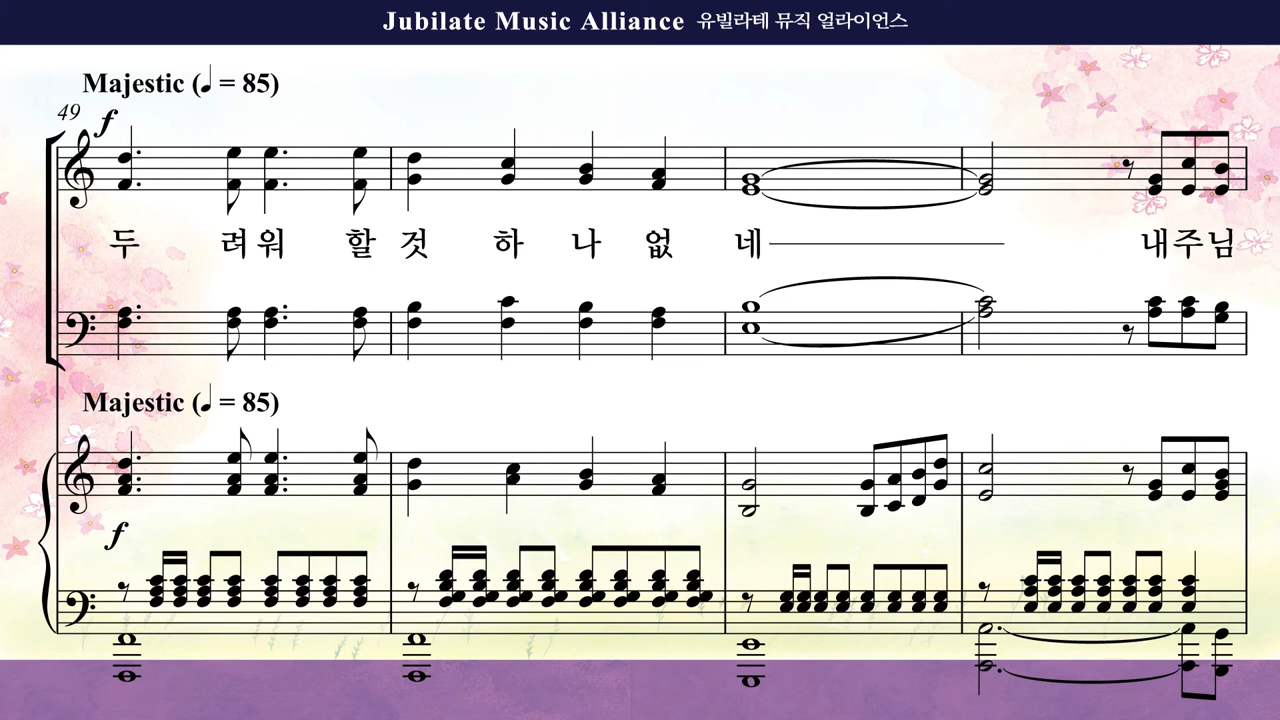 Jubilate Music Alliance 유빌라테 뮤직 얼라이언스
Majestic (♩ = 85)
49
f
두 려워 할 것 하 나 없 네 내주님
Majestic (♩ = 85)
f